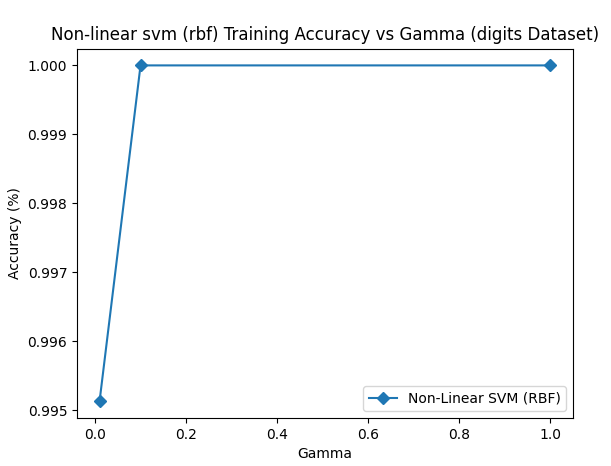 Non-linear svm (rbf) Training Accuracy vs Gamma (digits Dataset)
1.000
0.999
0.998
0.997
0.996
0.995
Accuracy (%)
Non-Linear SVM (RBF)
0.0 0.2 0.4 0.6 0.8 1.0
Gamma